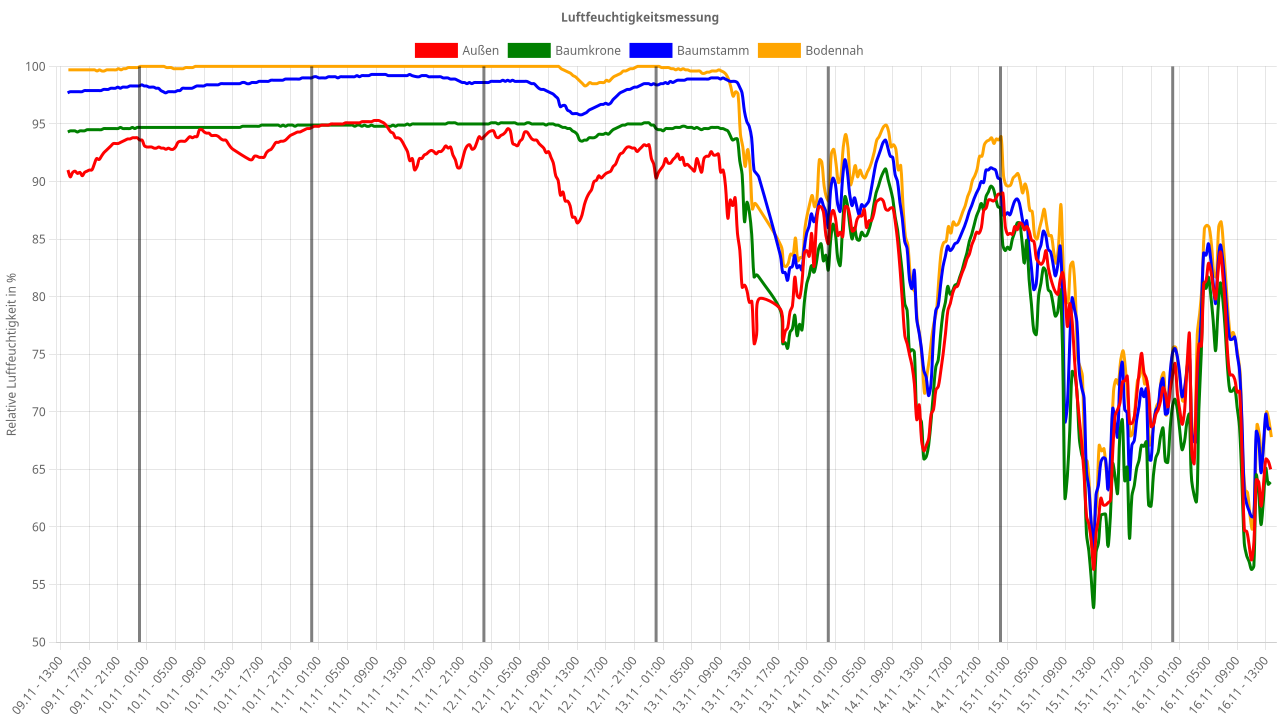 Luftfeuchtigkeitsmessung
Außen Baumkrone Baumstamm Bodennah
Relative Luftfeuchtigkeit in %
100
95
90
85
80
75
70
65
60
55
50
09.11 - 13:00
09.11 - 17:00
09.11 - 21:00
10.11 - 01:00
10.11 - 05:00
10.11 - 09:00
10.11 - 13:00
10.11 - 17:00
10.11 - 21:00
11.11 - 01:00
11.11 - 05:00
11.11 - 09:00
11.11 - 13:00
11.11 - 17:00
11.11 - 21:00
12.11 - 01:00
12.11 - 05:00
12.11 - 09:00
12.11 - 13:00
12.11 - 17:00
12.11 - 21:00
13.11 - 01:00
13.11 - 05:00
13.11 - 09:00
13.11 - 13:00
13.11 - 17:00
13.11 - 21:00
14.11 - 01:00
14.11 - 05:00
14.11 - 09:00
14.11 - 13:00
14.11 - 17:00
14.11 - 21:00
15.11 - 01:00
15.11 - 05:00
15.11 - 09:00
15.11 - 13:00
15.11 - 17:00
15.11 - 21:00
16.11 - 01:00
16.11 - 05:00
16.11 - 09:00
16.11 - 13:00